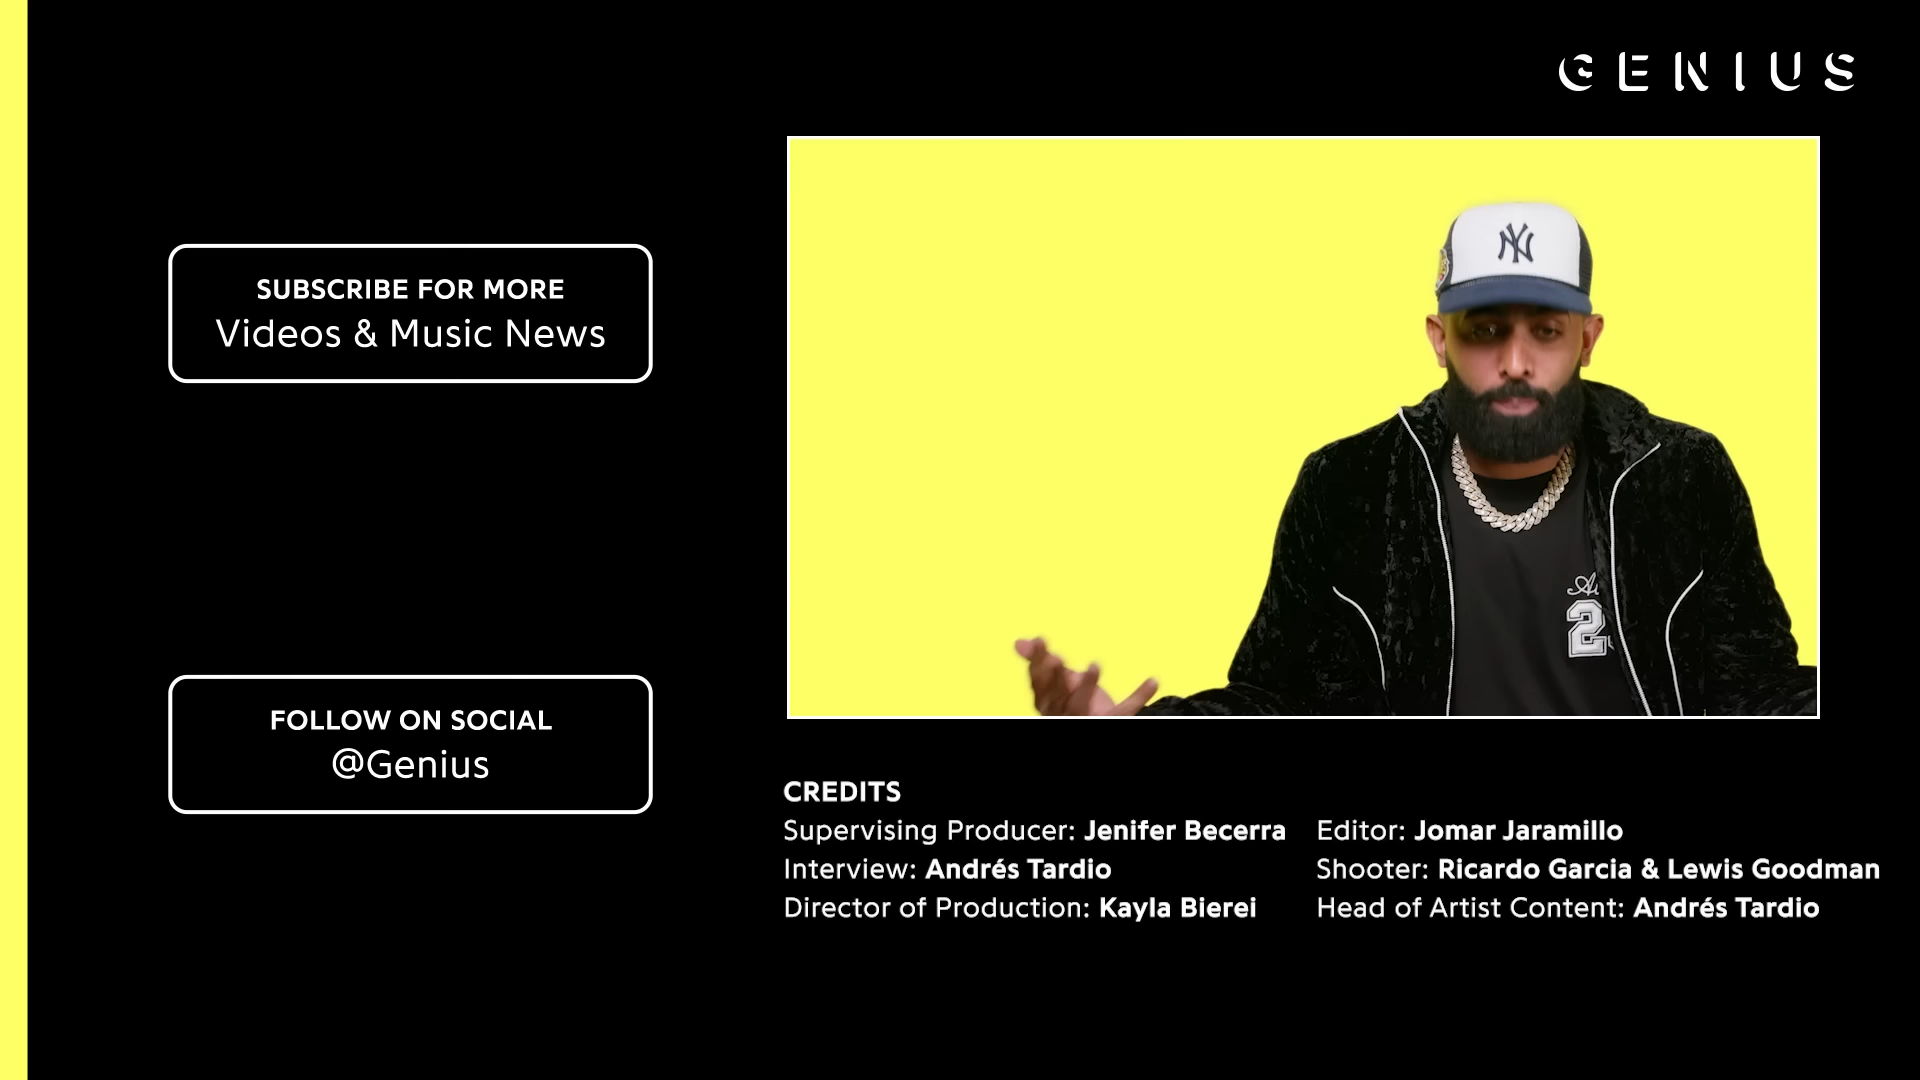 GENIUS
SUBSCRIBE FOR MORE
Videos & Music News
FOLLOW ON SOCIAL
@Genius
NY
2
CREDITS
Supervising Producer: Jenifer Becerra
Interview: Andrés Tardio
Director of Production: Kayla Bierei
Editor: Jomar Jaramillo
Shooter: Ricardo Garcia & Lewis Goodman
Head of Artist Content: Andrés Tardio